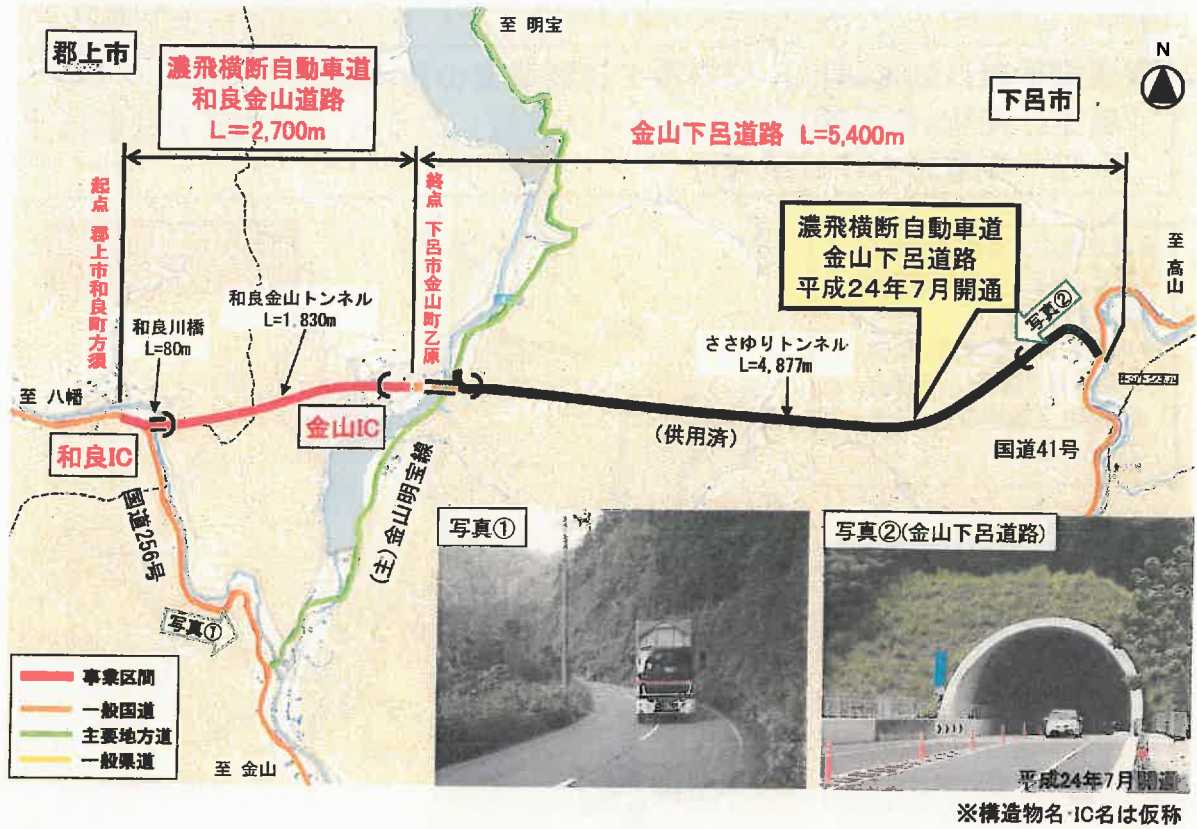 至 明宝
郡上市
濃飛横断自動車道
和良金山道路
L=2,700m
N
下呂市
金山下呂道路 L=5,400m
起点 郡上市和良町方須
終点 下呂市金山町乙原
濃飛横断自動車道
金山下呂道路
平成24年7月開通
至 高山
写真②
和良金山トンネル
L=1,830m
和良川橋
L=80m
ささゆりトンネル
L=4,877m
至 八幡
金山IC
(供用済)
和良IC
国道41号
国道256号
(主)金山明宝線
写真①
写真①
写真②(金山下呂道路)
事業区間
一般国道
主要地方道
一般県道
至 金山
平成24年7月開通
※構造物名・IC名は仮称